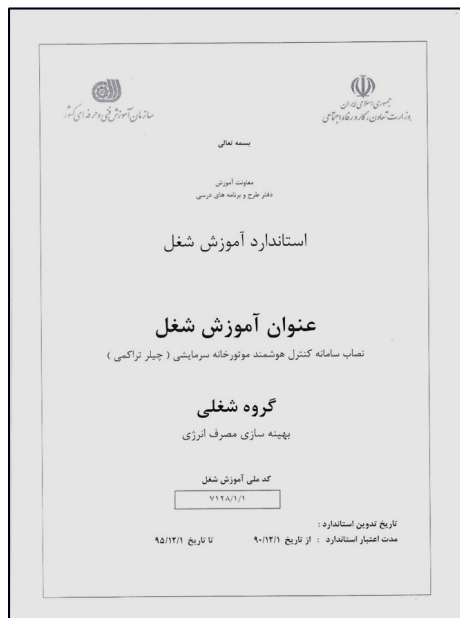 جمهوری اسلامی ایران
وزارت تعاون، کار و رفاه اجتماعی
سازمان آموزش فنی و حرفه ای کشور
بسمه تعالی
معاونت آموزش
دفتر طرح و برنامه های درسی
استاندارد آموزش شغل
عنوان آموزش شغل
نصاب سامانه کنترل هوشمند موتورخانه سرمایشی ( چیلر تراکمی )
گروه شغلی
بهینه سازی مصرف انرژی
کد ملی آموزش شغل
۷۱۲۸/۱/۱
تاریخ تدوین استاندارد :
مدت اعتبار استاندارد : از تاریخ ۹۰/۱۲/۱ تا تاریخ ۹۵/۱۲/۱